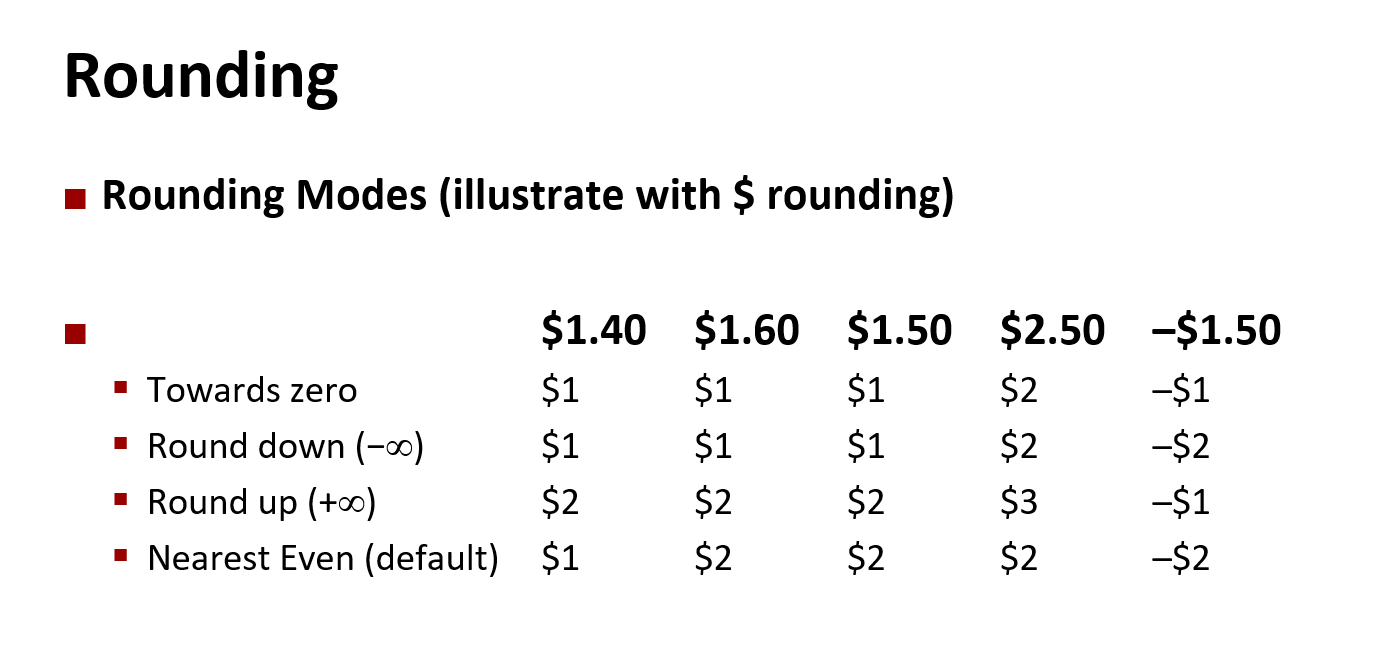 Rounding
Rounding Modes (illustrate with $ rounding)
$1.40 $1.60 $1.50 $2.50 –$1.50
Towards zero $1 $1 $1 $2 –$1
Round down (−∞) $1 $1 $1 $2 –$2
Round up (+∞) $2 $2 $2 $3 –$1
Nearest Even (default) $1 $2 $2 $2 –$2